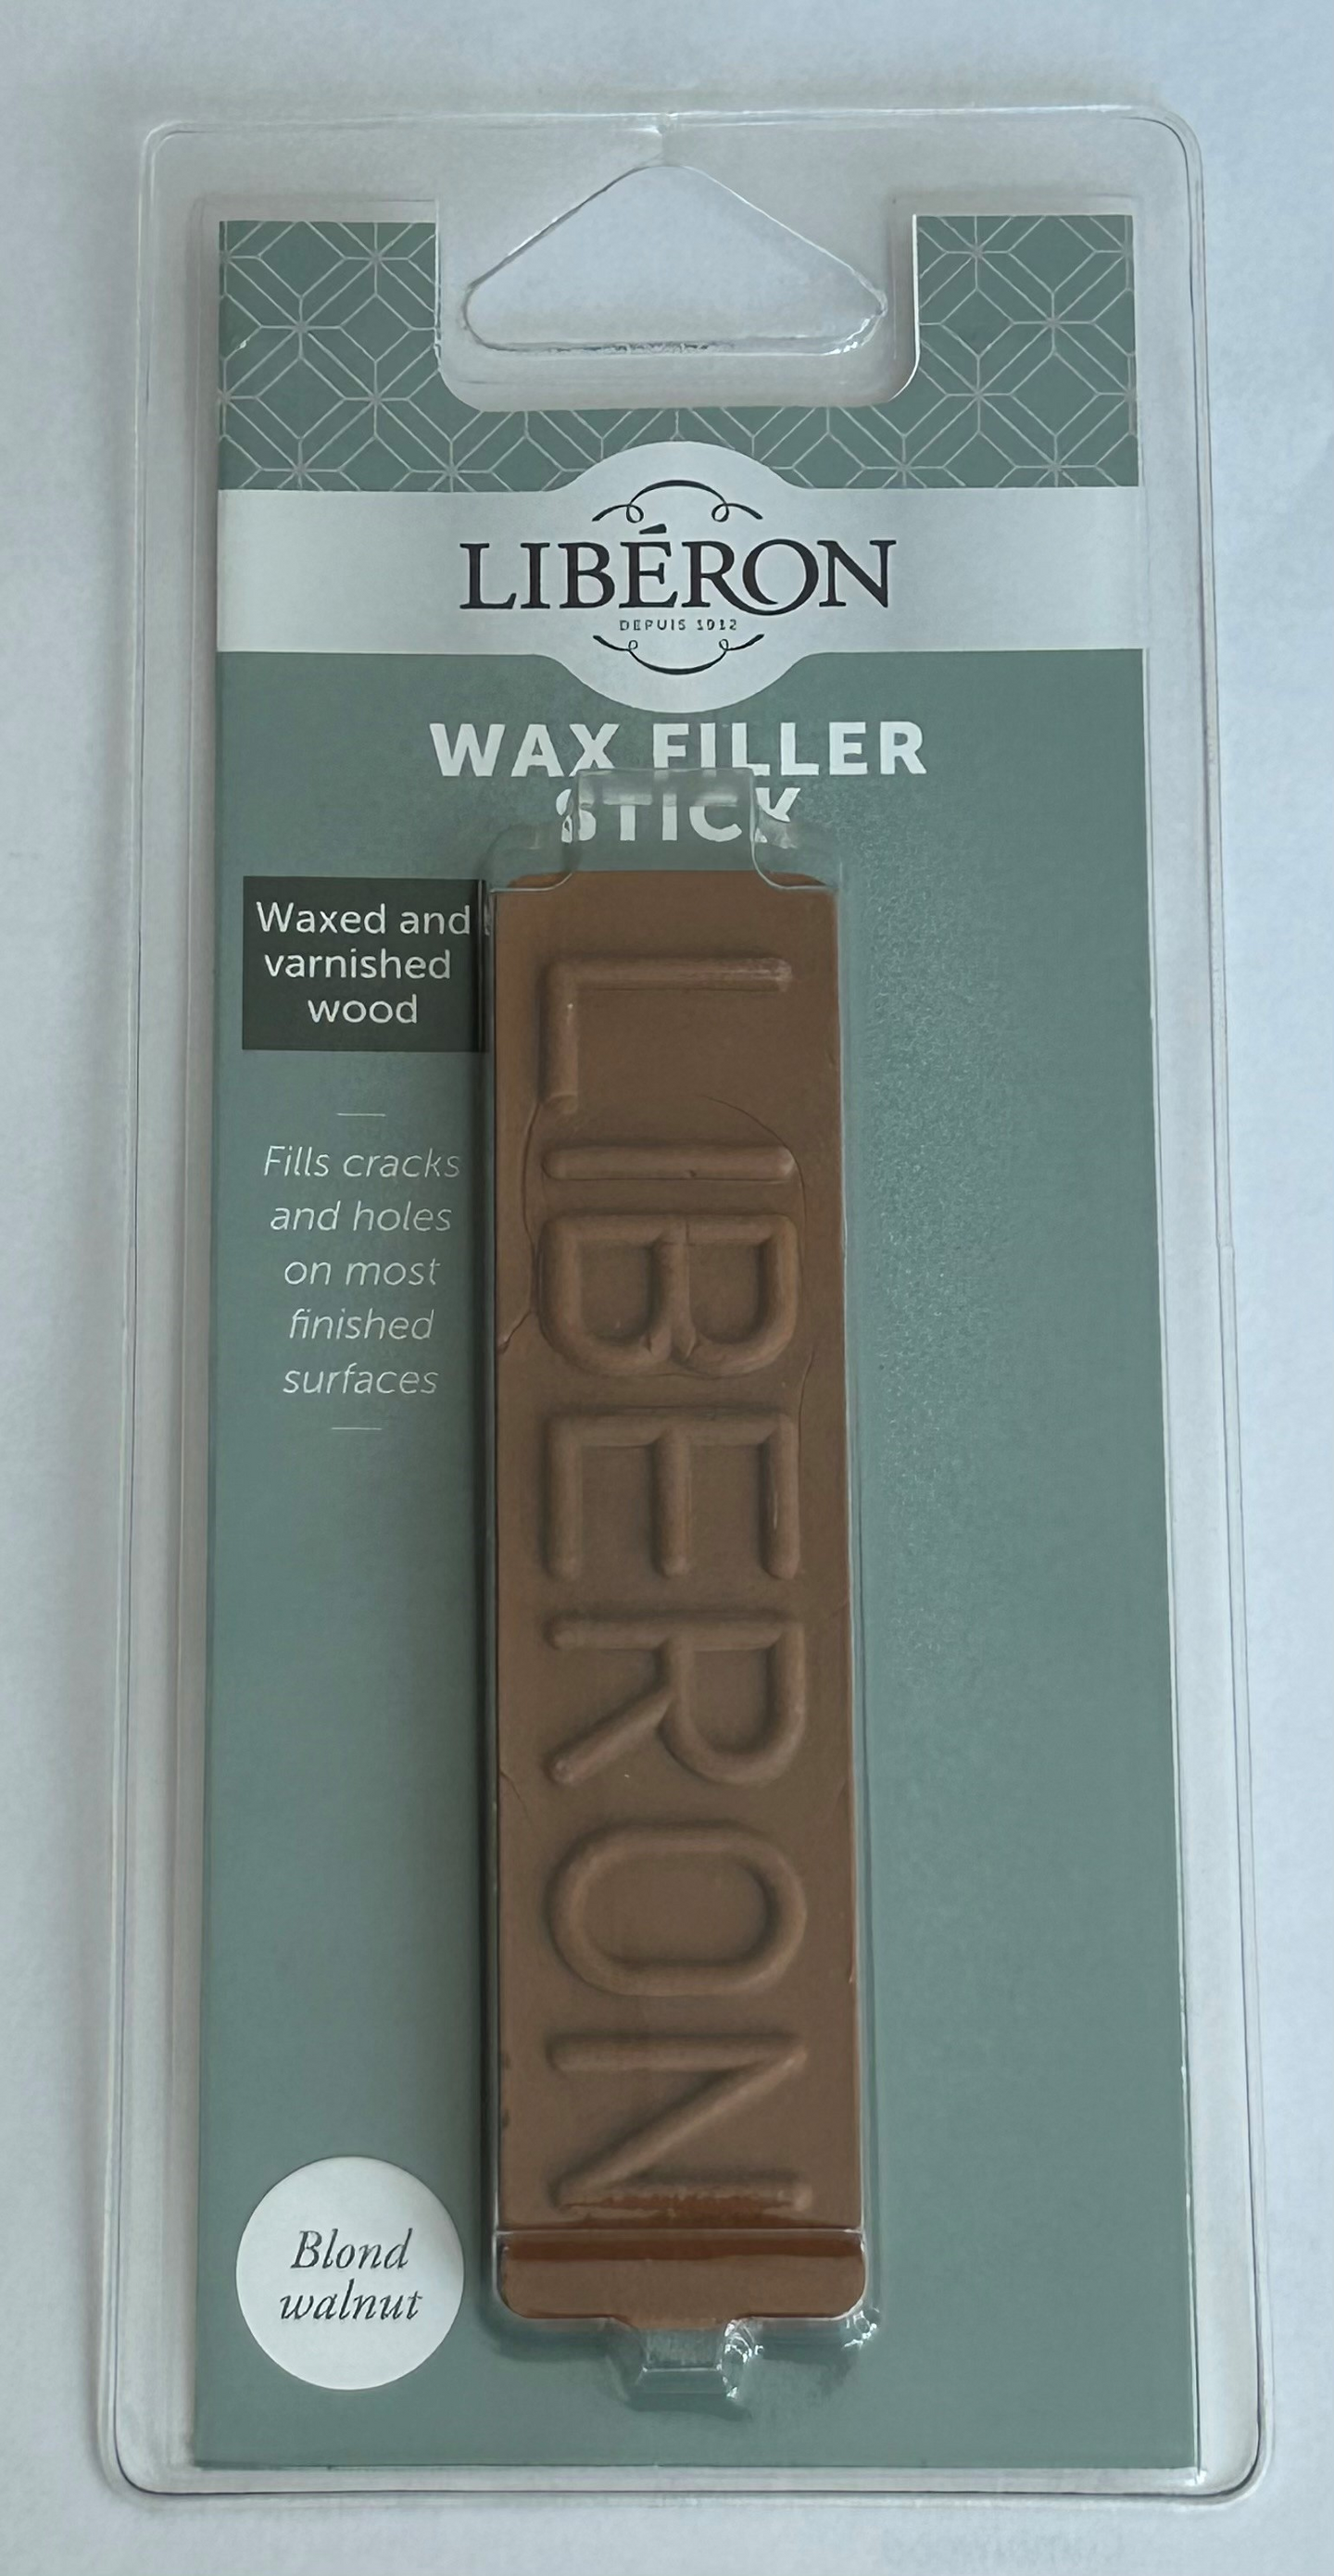 LIBÉRON
DEPUIS 1912
WAX FILLER
STICK
Waxed and
varnished
wood
Fills cracks
and holes
on most
finished
surfaces
LIBERON
Blond
walnut